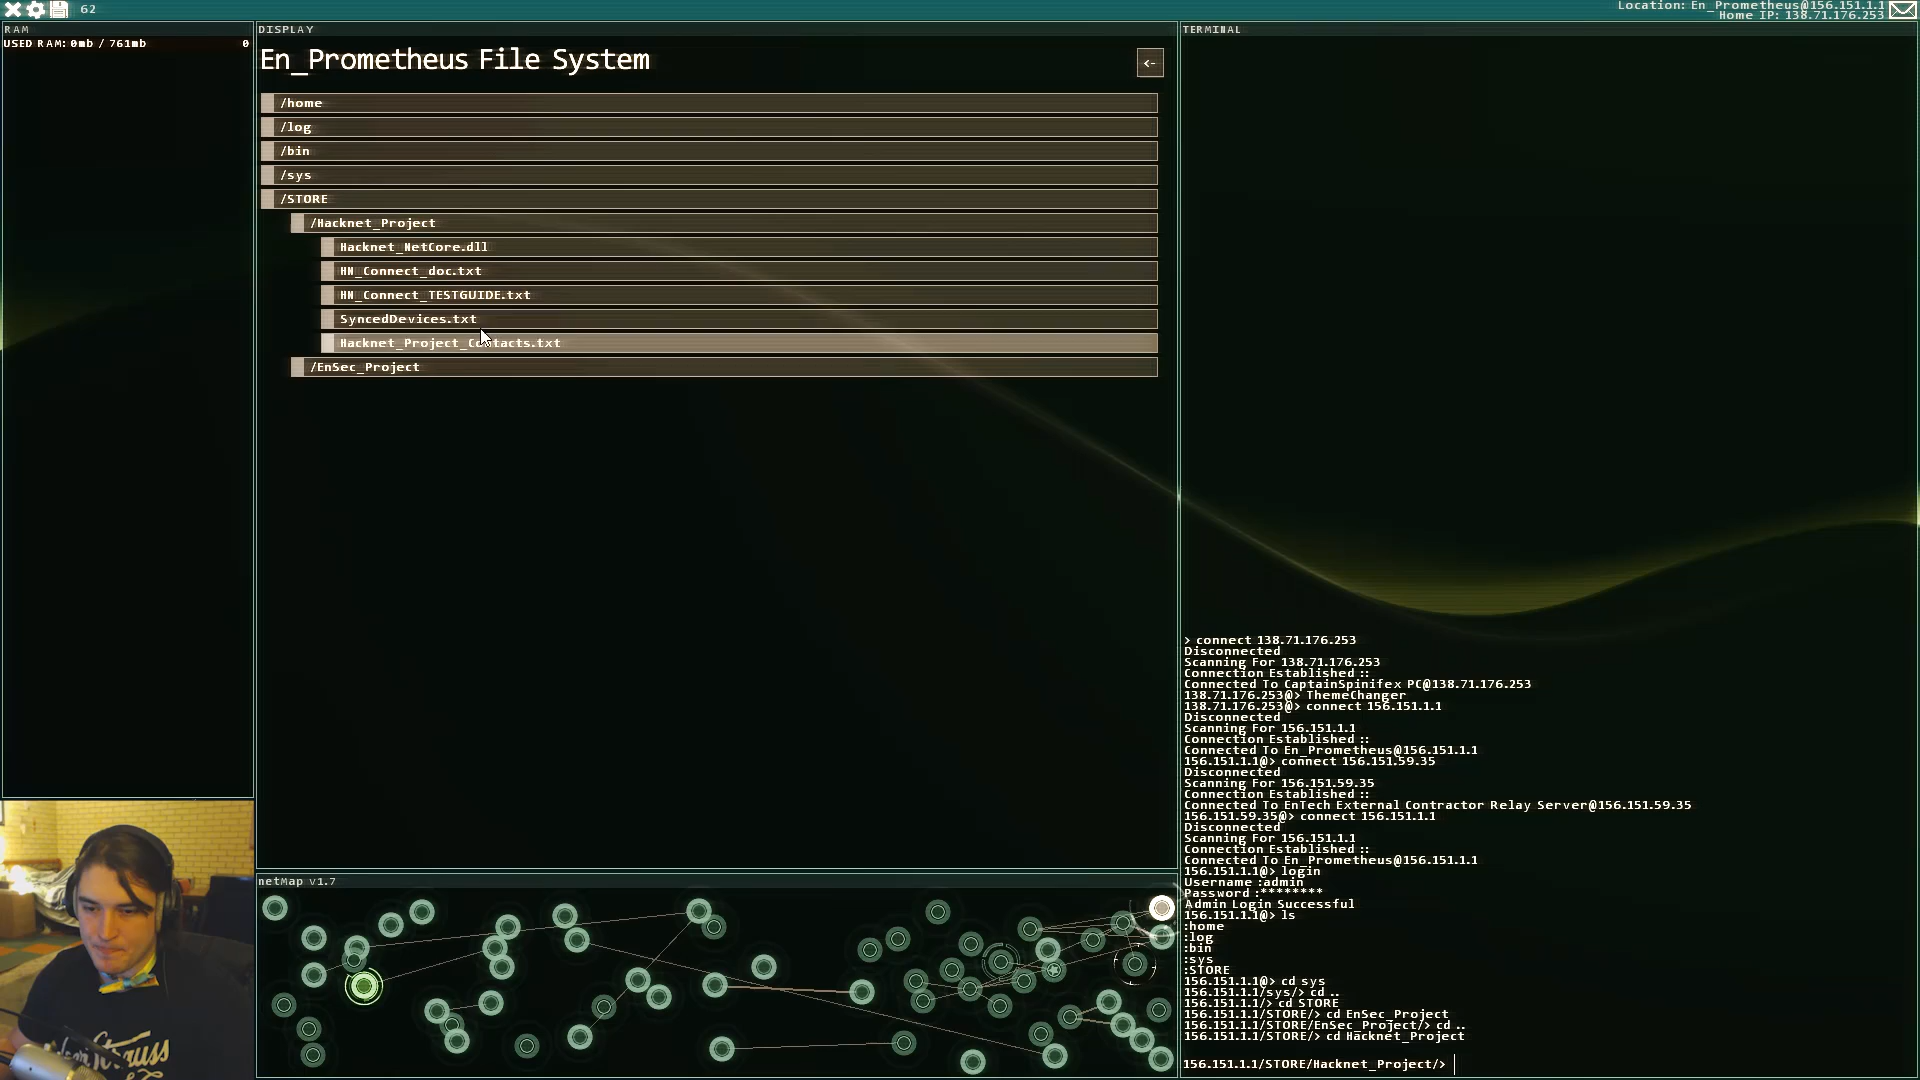 62
Location: En_Prometheus@156.151.1.1
Home IP: 138.71.176.253
RAM
USED RAM: 0mb / 761mb 0
DISPLAY
En_Prometheus File System
<-
/home
/log
/bin
/sys
/STORE
/Hacknet_Project
Hacknet_NetCore.dll
HN_Connect_doc.txt
HN_Connect_TESTGUIDE.txt
SyncedDevices.txt
Hacknet_Project_Contacts.txt
/EnSec_Project
netMap v1.7
TERMINAL
> connect 138.71.176.253
Disconnected
Scanning For 138.71.176.253
Connection Established ::
Connected To CaptainSpinifex PC@138.71.176.253
138.71.176.253@> ThemeChanger
138.71.176.253@> connect 156.151.1.1
Disconnected
Scanning For 156.151.1.1
Connection Established ::
Connected To En_Prometheus@156.151.1.1
156.151.1.1@> connect 156.151.59.35
Disconnected
Scanning For 156.151.59.35
Connection Established ::
Connected To EnTech External Contractor Relay Server@156.151.59.35
156.151.59.35@> connect 156.151.1.1
Disconnected
Scanning For 156.151.1.1
Connection Established ::
Connected To En_Prometheus@156.151.1.1
156.151.1.1@> login
Username :admin
Password :********
Admin Login Successful
156.151.1.1@> ls
:home
:log
:bin
:sys
:STORE
156.151.1.1@> cd sys
156.151.1.1/sys/> cd ..
156.151.1.1/> cd STORE
156.151.1.1/STORE/> cd EnSec_Project
156.151.1.1/STORE/EnSec_Project/> cd ..
156.151.1.1/STORE/> cd Hacknet_Project
156.151.1.1/STORE/Hacknet_Project/>